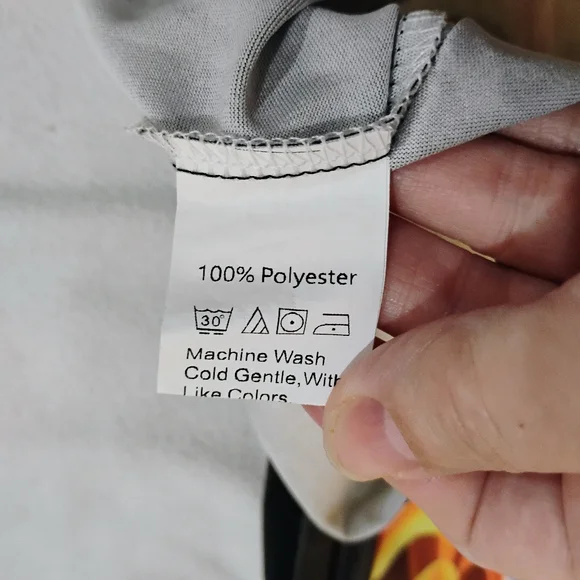 100% Polyester
30°
Machine Wash
Cold Gentle, With
Like Colors